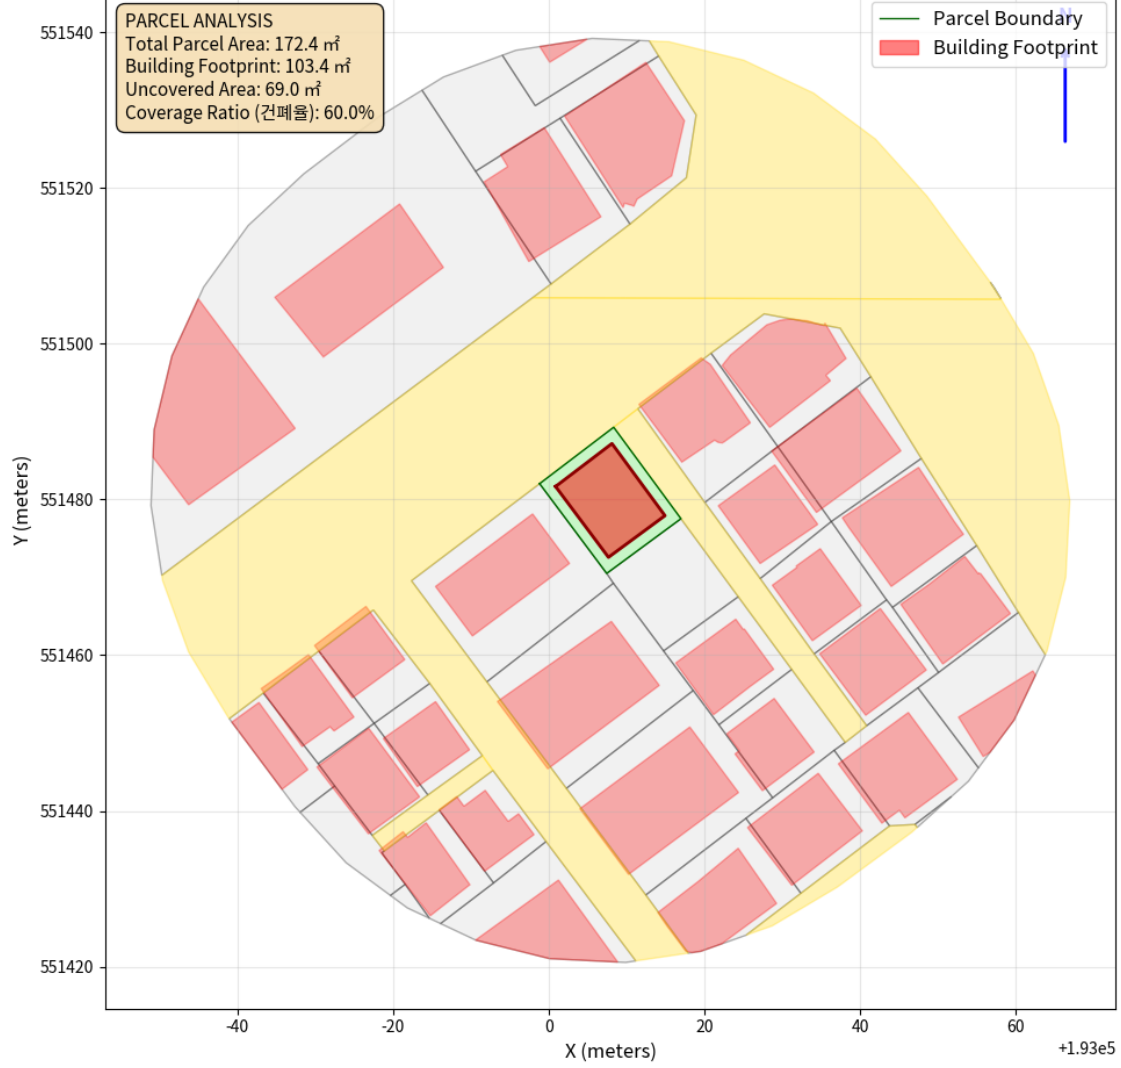 PARCEL ANALYSIS
Total Parcel Area: 172.4 ㎡
Building Footprint: 103.4 ㎡
Uncovered Area: 69.0 ㎡
Coverage Ratio (건폐율): 60.0%
N
Parcel Boundary
Building Footprint
551540
551520
551500
551480
551460
551440
551420
Y (meters)
-40
-20
0
20
40
60
X (meters)
+1.93e5